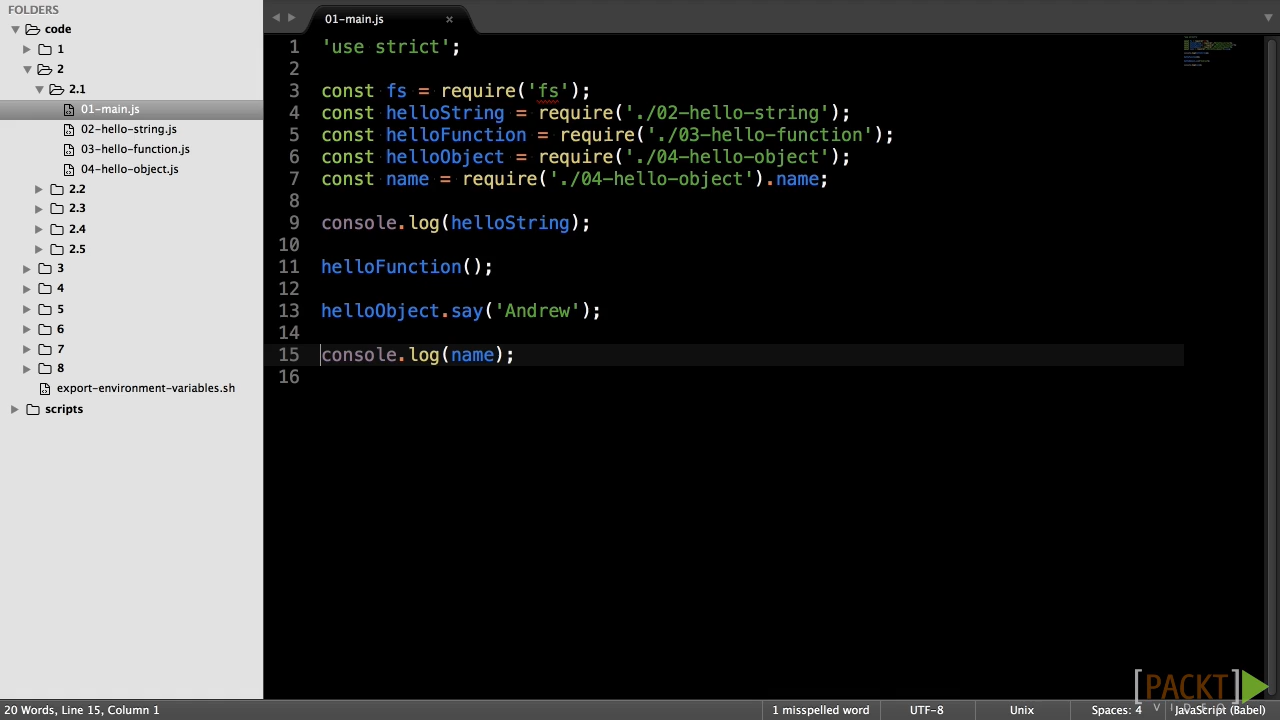 FOLDERS
code
1
2
2.1
01-main.js
02-hello-string.js
03-hello-function.js
04-hello-object.js
2.2
2.3
2.4
2.5
3
4
5
6
7
8
export-environment-variables.sh
scripts
01-main.js
1 'use strict';
2
3 const fs = require('fs');
4 const helloString = require('./02-hello-string');
5 const helloFunction = require('./03-hello-function');
6 const helloObject = require('./04-hello-object');
7 const name = require('./04-hello-object').name;
8
9 console.log(helloString);
10
11 helloFunction();
12
13 helloObject.say('Andrew');
14
15 console.log(name);
16
[PACKT]
VIDEO
20 Words, Line 15, Column 1
1 misspelled word
UTF-8
Unix
Spaces: 4
JavaScript (Babel)